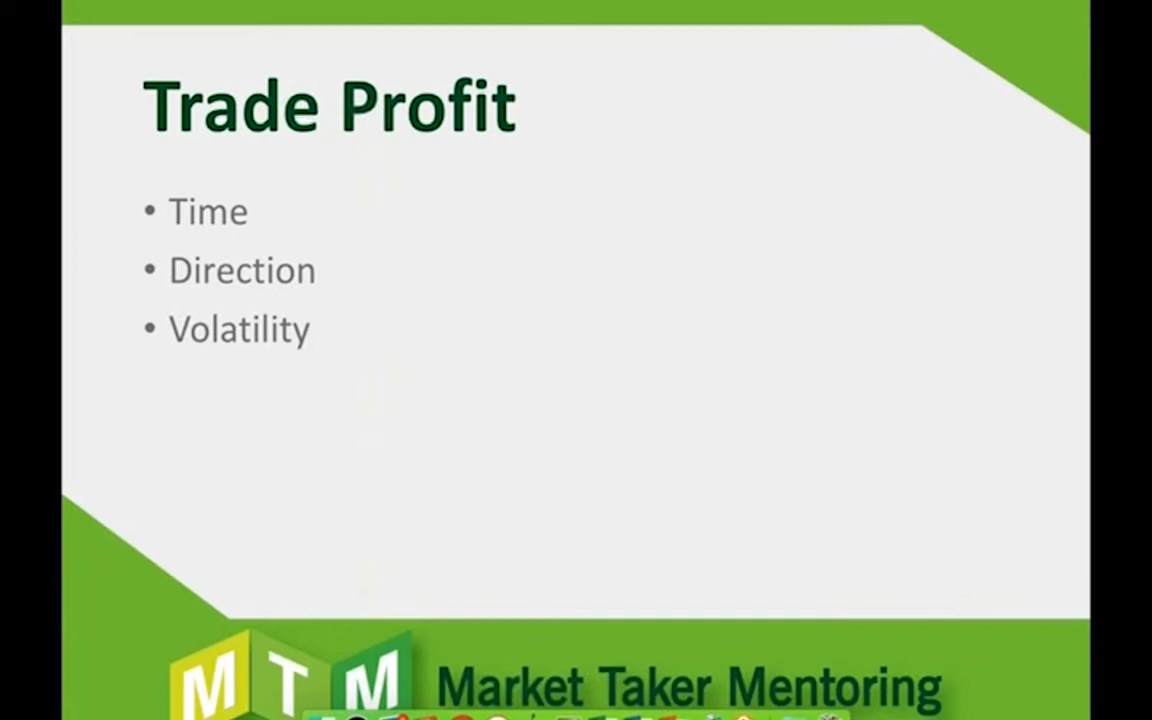 Trade Profit
• Time
• Direction
• Volatility
MTM Market Taker Mentoring